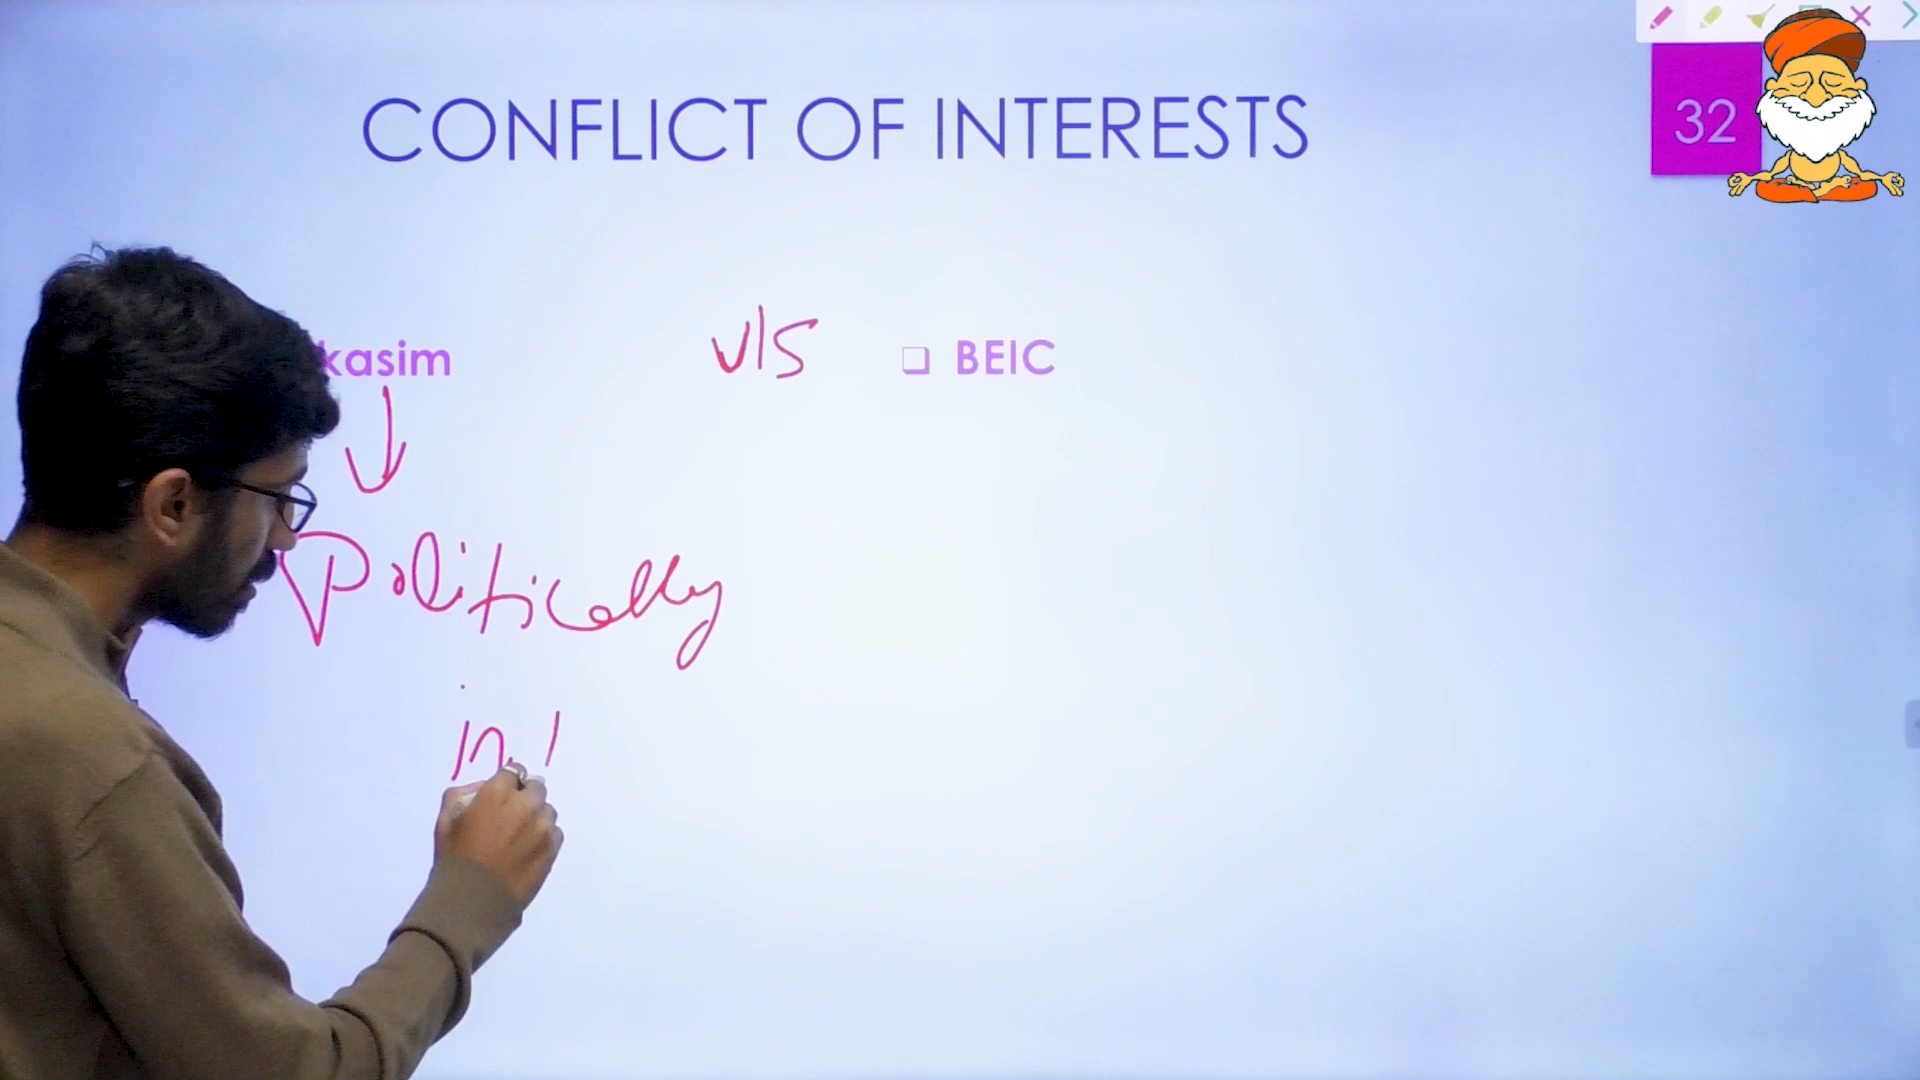 32
CONFLICT OF INTERESTS
kasim v/s ❑ BEIC
Politically